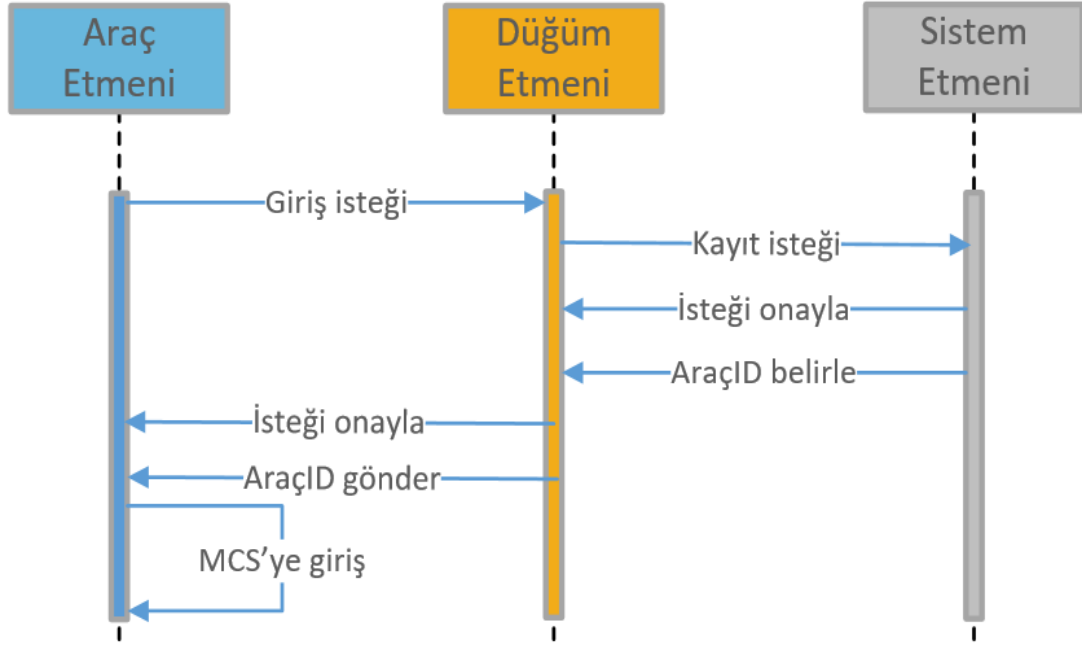 Araç
Etmeni
Düğüm
Etmeni
Sistem
Etmeni
Giriş isteği
Kayıt isteği
İsteği onayla
AraçID belirle
İsteği onayla
AraçID gönder
MCS’ye giriş